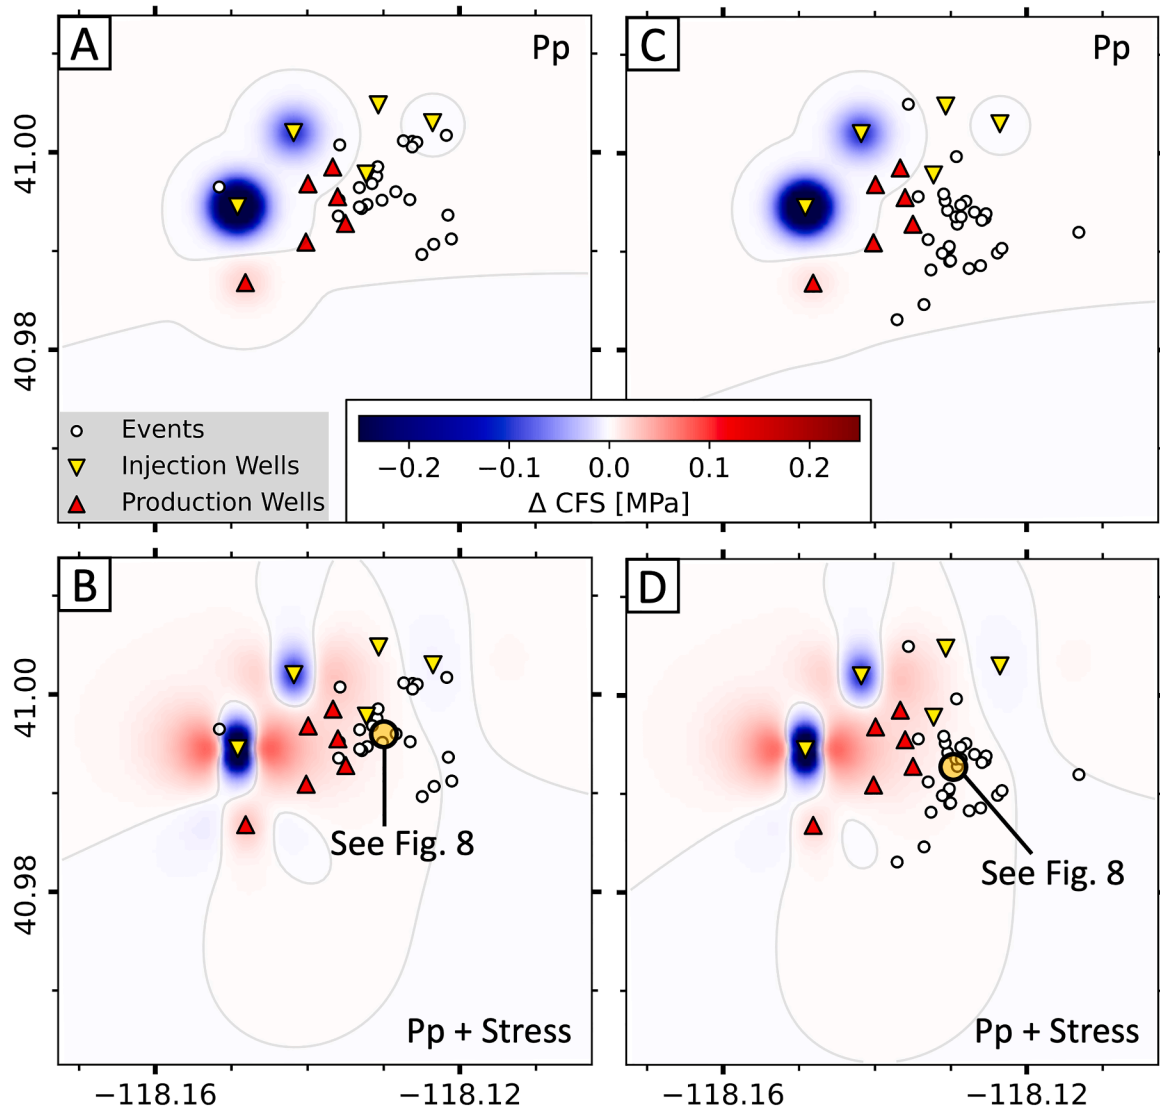 A
Pp
C
Pp
41.00
40.98
Events
Injection Wells
Production Wells
−0.2 −0.1 0.0 0.1 0.2
Δ CFS [MPa]
B
D
41.00
See Fig. 8
See Fig. 8
40.98
Pp + Stress
Pp + Stress
−118.16 −118.12 −118.16 −118.12